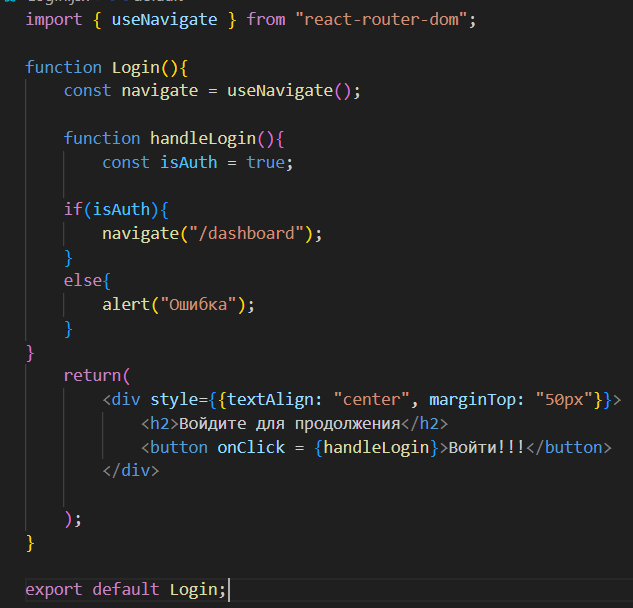 import { useNavigate } from "react-router-dom";
function Login(){
const navigate = useNavigate();
function handleLogin(){
const isAuth = true;
if(isAuth){
navigate("/dashboard");
}
else{
alert("Ошибка");
}
}
return(
<div style={{textAlign: "center", marginTop: "50px"}}>
<h2>Войдите для продолжения</h2>
<button onClick = {handleLogin}>Войти!!!</button>
</div>
);
}
export default Login;